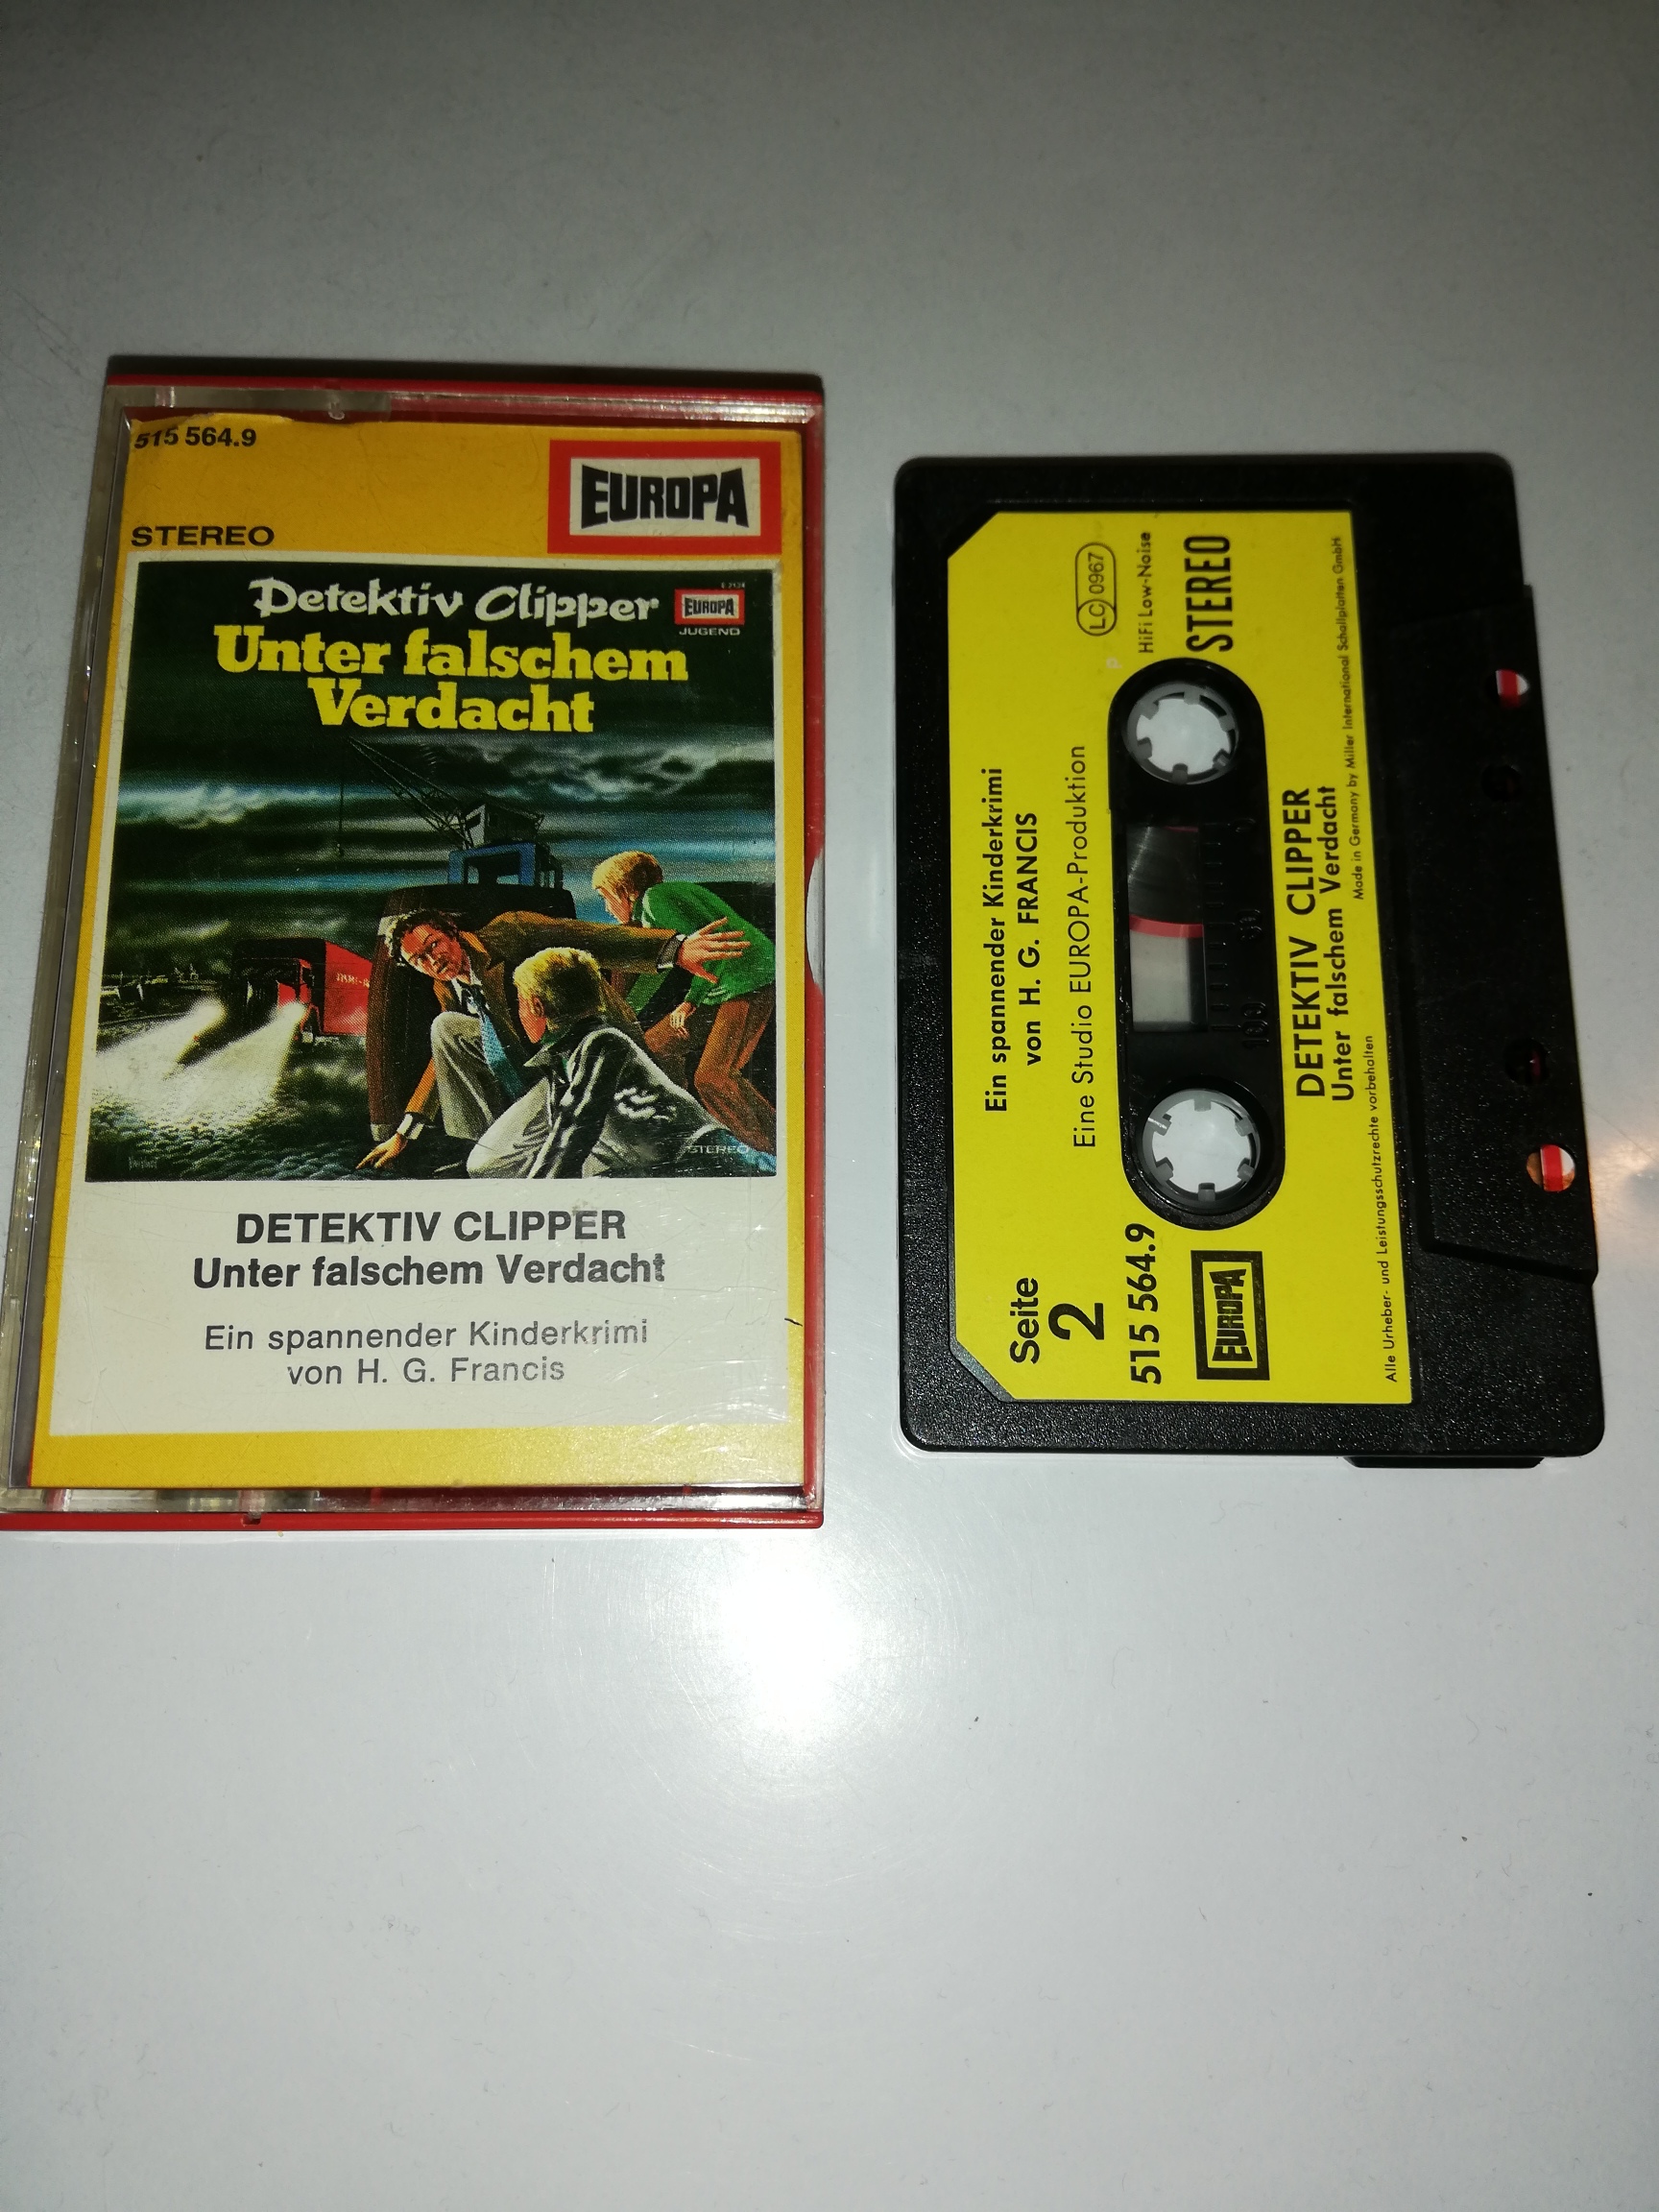 515 564.9
EUROPA
STEREO
Detektiv Clipper
EUROPA
JUGEND
Unter falschem
Verdacht
STEREO
DETEKTIV CLIPPER
Unter falschem Verdacht
Ein spannender Kinderkrimi
von H. G. Francis
Ein spannender Kinderkrimi
von H. G. FRANCIS
Eine Studio EUROPA-Produktion
LC 0967
HiFi Low-Noise
STEREO
Seite
2
515 564.9
EUROPA
100 50
DETEKTIV CLIPPER
Unter falschem Verdacht
Made in Germany by Miller International Schallplatten GmbH
Alle Urheber- und Leistungsschutzrechte vorbehalten